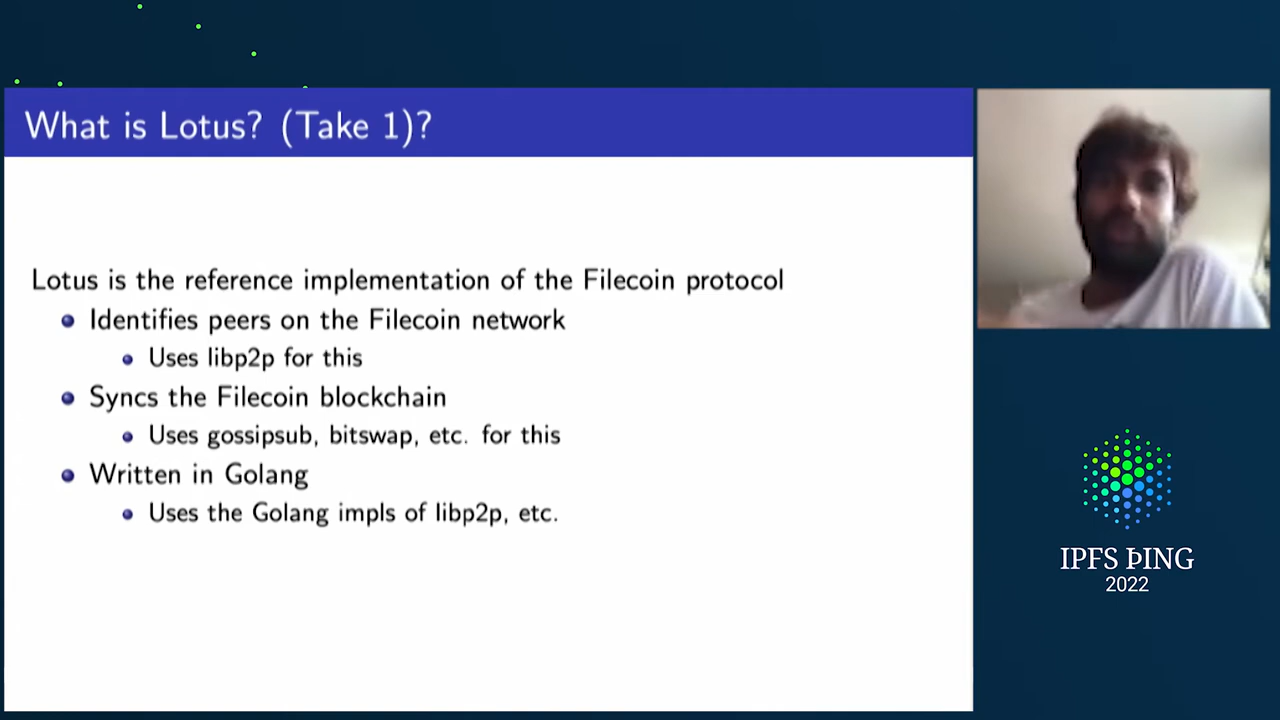 What is Lotus? (Take 1)?
Lotus is the reference implementation of the Filecoin protocol
Identifies peers on the Filecoin network
Uses libp2p for this
Syncs the Filecoin blockchain
Uses gossipsub, bitswap, etc. for this
Written in Golang
Uses the Golang impls of libp2p, etc.
IPFS ÞING
2022